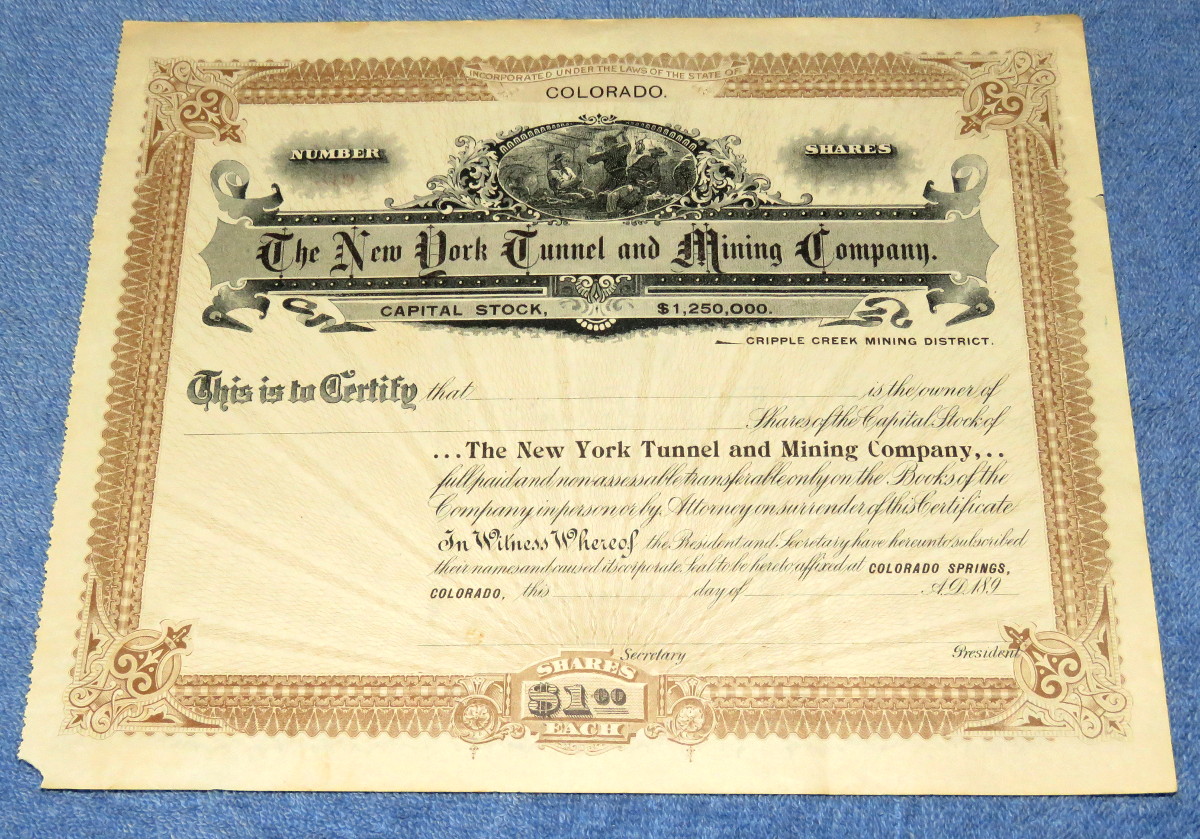 INCORPORATED UNDER THE LAWS OF THE STATE OF
COLORADO.
NUMBER
SHARES
The New York Tunnel and Mining Company.
CAPITAL STOCK, $1,250,000.
CRIPPLE CREEK MINING DISTRICT.
This is to Certify that is the owner of
Shares of the Capital Stock of
...The New York Tunnel and Mining Company,..
full paid and non-assessable transferable only on the Books of the
Company in person or by Attorney on surrender of this Certificate
In Witness Whereof the President and Secretary have hereunto subscribed
their names and caused its corporate Seal to be hereto affixed at COLORADO SPRINGS,
COLORADO, this day of A.D. 189
Secretary President
SHARES
$1.00
EACH